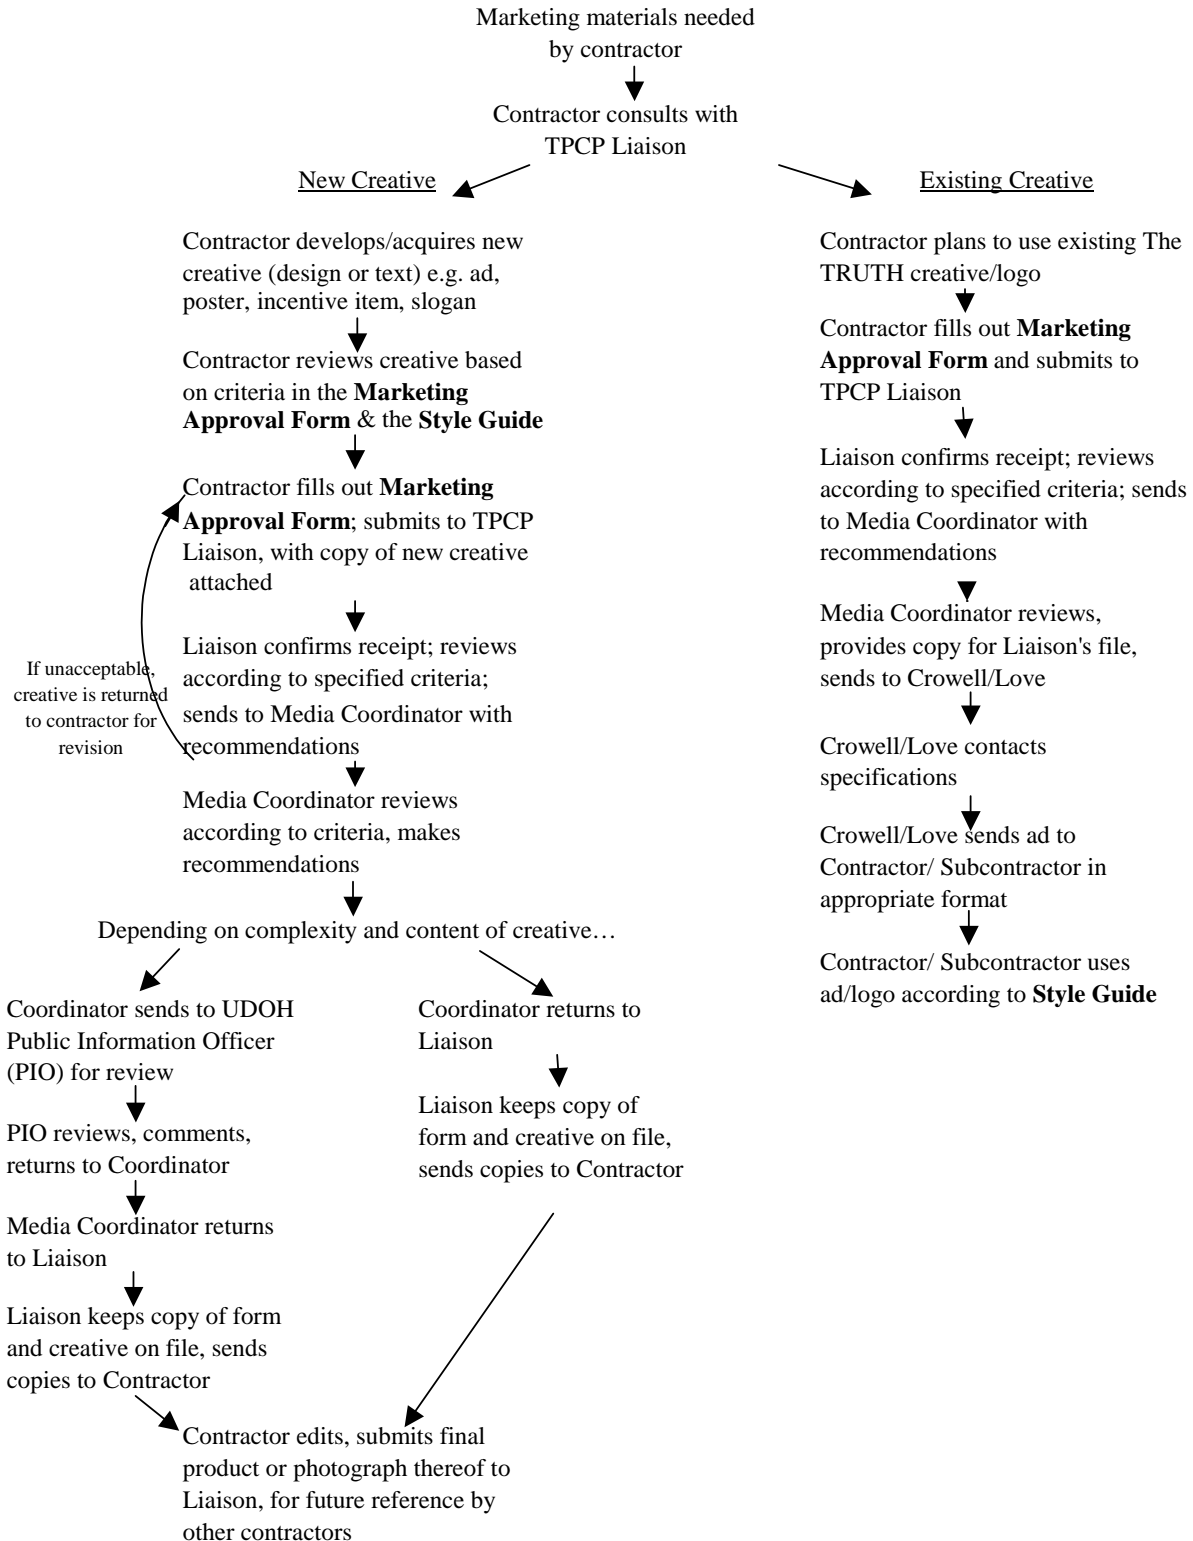 Marketing materials needed
by contractor
Contractor consults with
TPCP Liaison
New Creative
Contractor develops/acquires new
creative (design or text) e.g. ad,
poster, incentive item, slogan
Contractor reviews creative based
on criteria in the Marketing
Approval Form & the Style Guide
Contractor fills out Marketing
Approval Form; submits to TPCP
Liaison, with copy of new creative
attached
Liaison confirms receipt; reviews
according to specified criteria;
sends to Media Coordinator with
recommendations
If unacceptable,
creative is returned
to contractor for
revision
Media Coordinator reviews
according to criteria, makes
recommendations
Depending on complexity and content of creative…
Coordinator sends to UDOH
Public Information Officer
(PIO) for review
PIO reviews, comments,
returns to Coordinator
Media Coordinator returns
to Liaison
Liaison keeps copy of form
and creative on file, sends
copies to Contractor
Coordinator returns to
Liaison
Liaison keeps copy of
form and creative on file,
sends copies to Contractor
Contractor edits, submits final
product or photograph thereof to
Liaison, for future reference by
other contractors
Existing Creative
Contractor plans to use existing The
TRUTH creative/logo
Contractor fills out Marketing
Approval Form and submits to
TPCP Liaison
Liaison confirms receipt; reviews
according to specified criteria; sends
to Media Coordinator with
recommendations
Media Coordinator reviews,
provides copy for Liaison's file,
sends to Crowell/Love
Crowell/Love contacts
specifications
Crowell/Love sends ad to
Contractor/ Subcontractor in
appropriate format
Contractor/ Subcontractor uses
ad/logo according to Style Guide